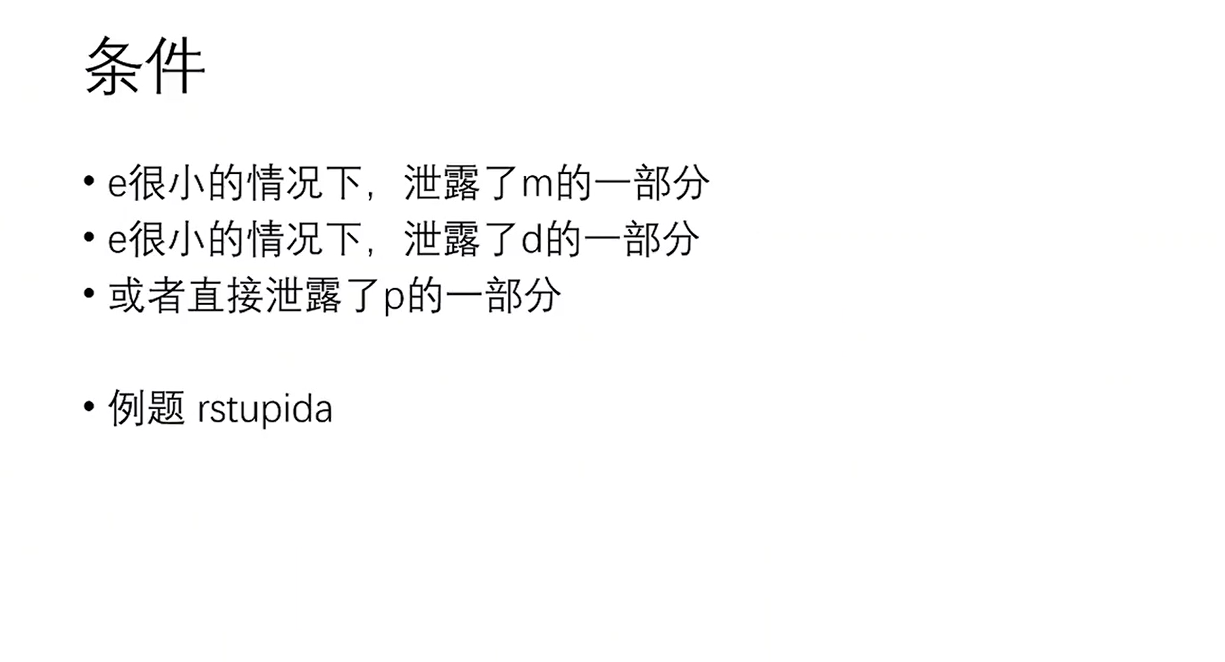 条件
• e很小的情况下，泄露了m的一部分
• e很小的情况下，泄露了d的一部分
• 或者直接泄露了p的一部分
• 例题 rstupida